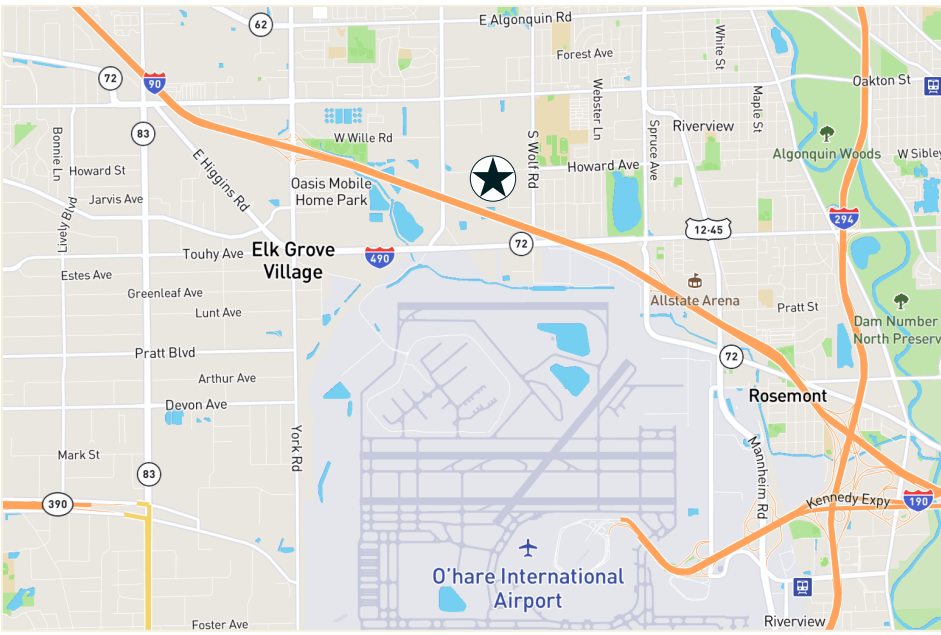 E Algonquin Rd
62
Forest Ave
White St
72
90
Oakton St
Webster Ln
Maple St
83
W Wille Rd
S Wolf Rd
Spruce Ave
Riverview
Bonnie Ln
E Higgins Rd
Algonquin Woods
W Sibley
Howard St
Howard Ave
Oasis Mobile
Home Park
Jarvis Ave
Lively Blvd
294
12-45
72
Touhy Ave
Elk Grove
Village
490
Estes Ave
Allstate Arena
Greenleaf Ave
Pratt St
Lunt Ave
Dam Number
North Preserv
Pratt Blvd
72
Arthur Ave
Rosemont
Devon Ave
York Rd
Mannheim Rd
Mark St
83
390
Kennedy Expy
190
O'hare International
Airport
Foster Ave
Riverview